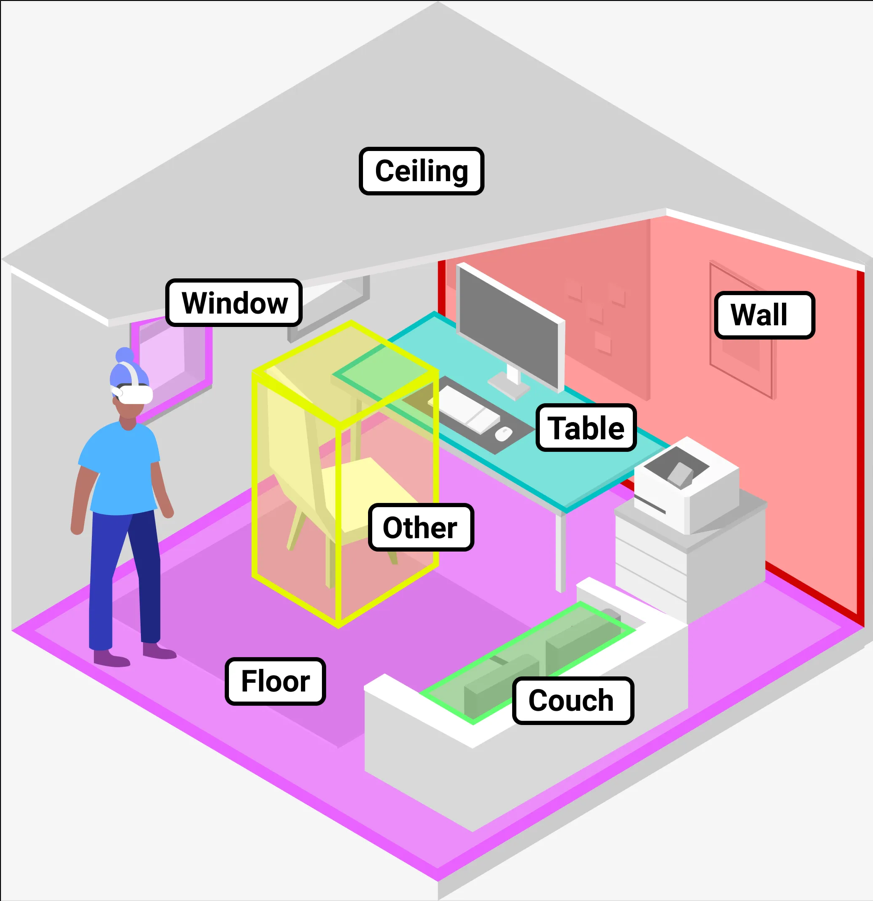 Ceiling
Window
Wall
Table
Other
Floor
Couch